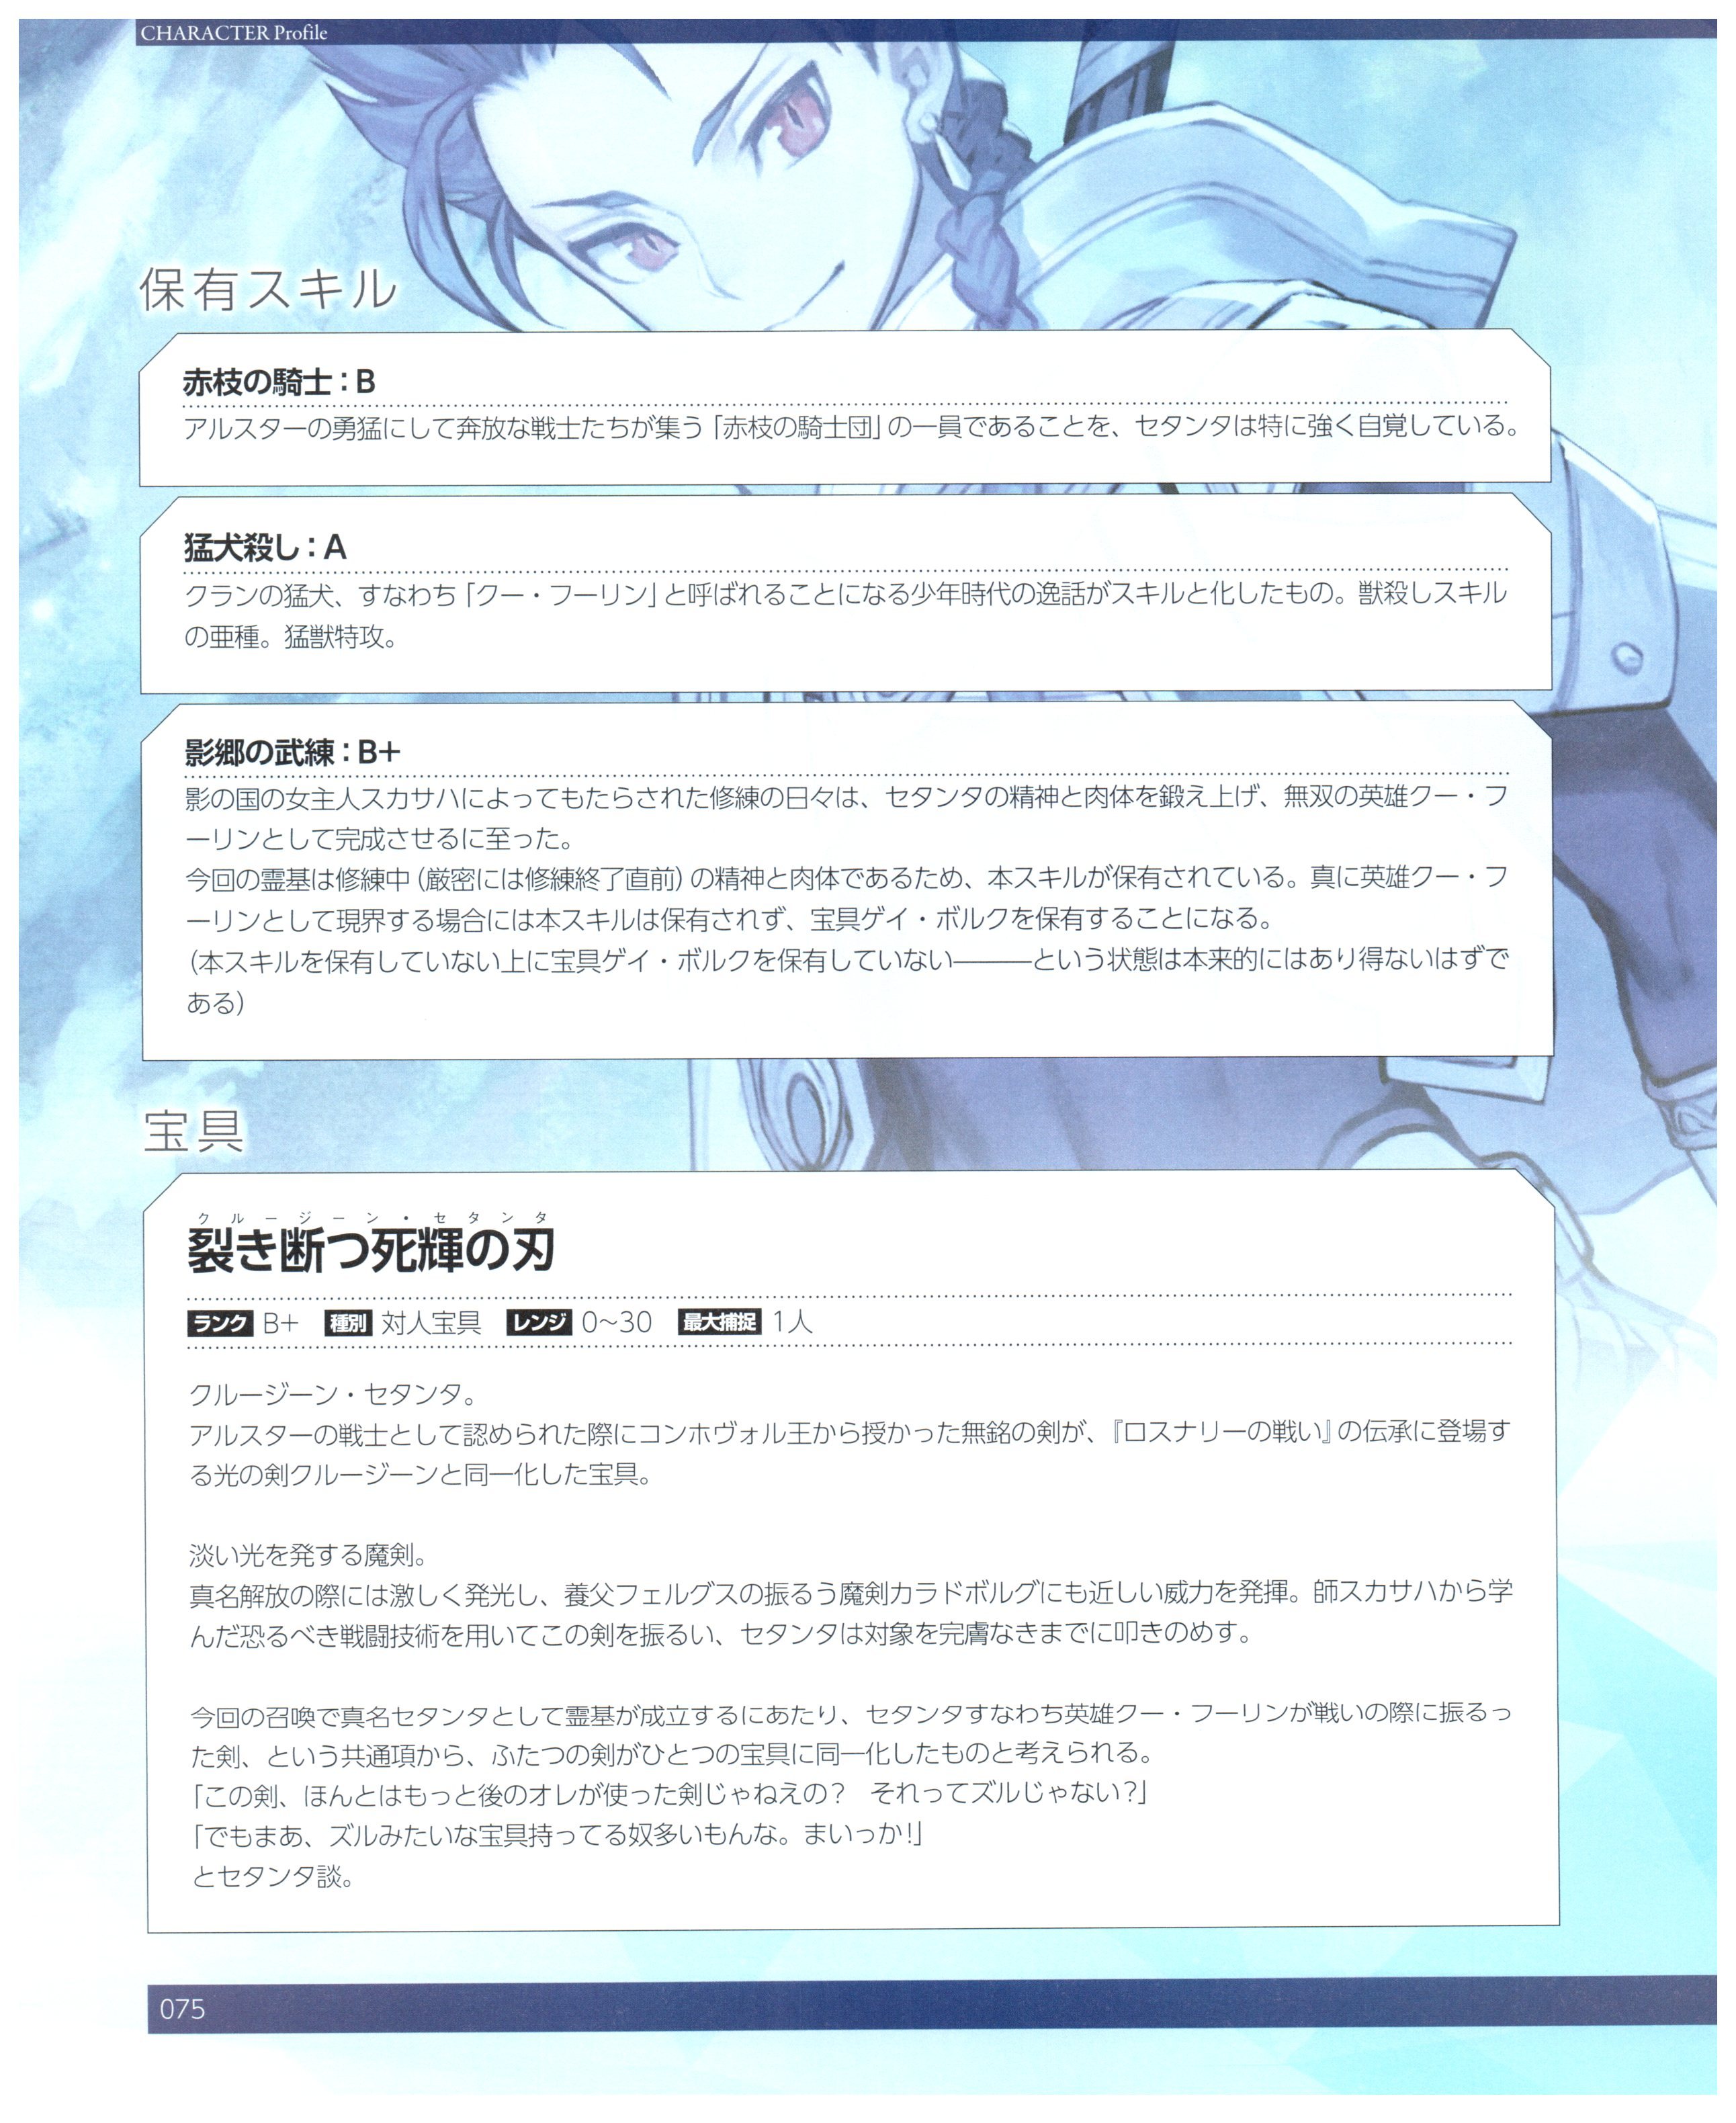 CHARACTER Profile
保有スキル
赤枝の騎士：B
アルスターの勇猛にして奔放な戦士たちが集う「赤枝の騎士団」の一員であることを、セタンタは特に強く自覚している。
猛犬殺し：A
クランの猛犬、すなわち「クー・フーリン」と呼ばれることになる少年時代の逸話がスキルと化したもの。獣殺しスキル
の亜種。猛獣特攻。
影郷の武練：B+
影の国の女主人スカサハによってもたらされた修練の日々は、セタンタの精神と肉体を鍛え上げ、無双の英雄クー・フ
ーリンとして完成させるに至った。
今回の霊基は修練中（厳密には修練終了直前）の精神と肉体であるため、本スキルが保有されている。真に英雄クー・フ
ーリンとして現界する場合には本スキルは保有されず、宝具ゲイ・ボルクを保有することになる。
（本スキルを保有していない上に宝具ゲイ・ボルクを保有していない―――という状態は本来的にはあり得ないはずで
ある）
宝具
クルージーン・セタンタ
裂き断つ死輝の刃
ランク B+ 種別 対人宝具 レンジ 0~30 最大捕捉 1人
クルージーン・セタンタ。
アルスターの戦士として認められた際にコンホヴォル王から授かった無銘の剣が、『ロスナリーの戦い』の伝承に登場す
る光の剣クルージーンと同一化した宝具。
淡い光を発する魔剣。
真名解放の際には激しく発光し、養父フェルグスの振るう魔剣カラドボルグにも近しい威力を発揮。師スカサハから学
んだ恐るべき戦闘技術を用いてこの剣を振るい、セタンタは対象を完膚なきまでに叩きのめす。
今回の召喚で真名セタンタとして霊基が成立するにあたり、セタンタすなわち英雄クー・フーリンが戦いの際に振るっ
た剣、という共通項から、ふたつの剣がひとつの宝具に同一化したものと考えられる。
「この剣、ほんとはもっと後のオレが使った剣じゃねえの？　それってズルじゃない？」
「でもまあ、ズルみたいな宝具持ってる奴多いもんな。まいっか！」
とセタンタ談。
075